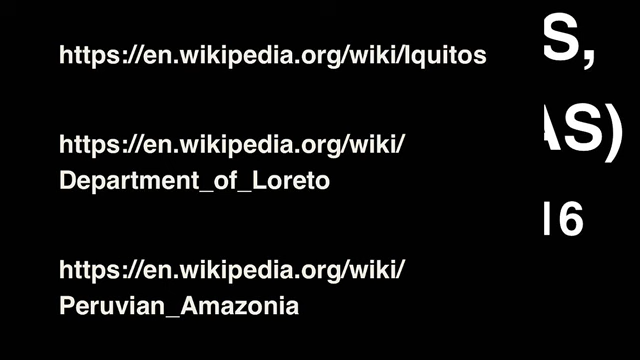 https://en.wikipedia.org/wiki/Iquitos
https://en.wikipedia.org/wiki/
Department_of_Loreto
https://en.wikipedia.org/wiki/
Peruvian_Amazonia
S,
AS)
16